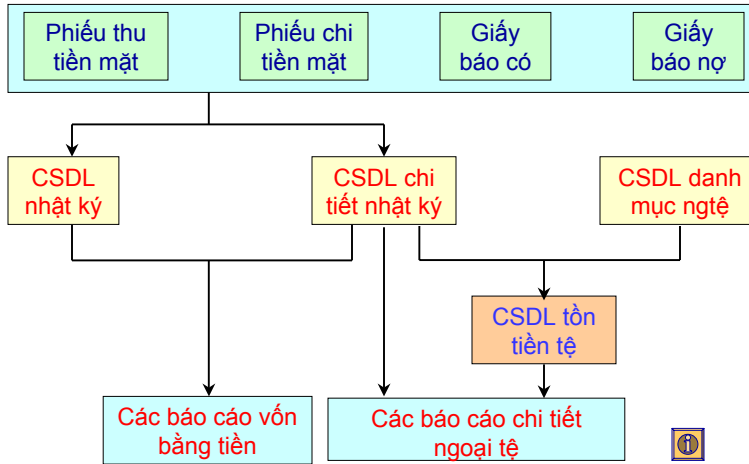 Phiếu thu
tiền mặt
Phiếu chi
tiền mặt
Giấy
báo có
Giấy
báo nợ
CSDL
nhật ký
CSDL chi
tiết nhật ký
CSDL danh
mục ngtệ
CSDL tồn
tiền tệ
Các báo cáo vốn
bằng tiền
Các báo cáo chi tiết
ngoại tệ